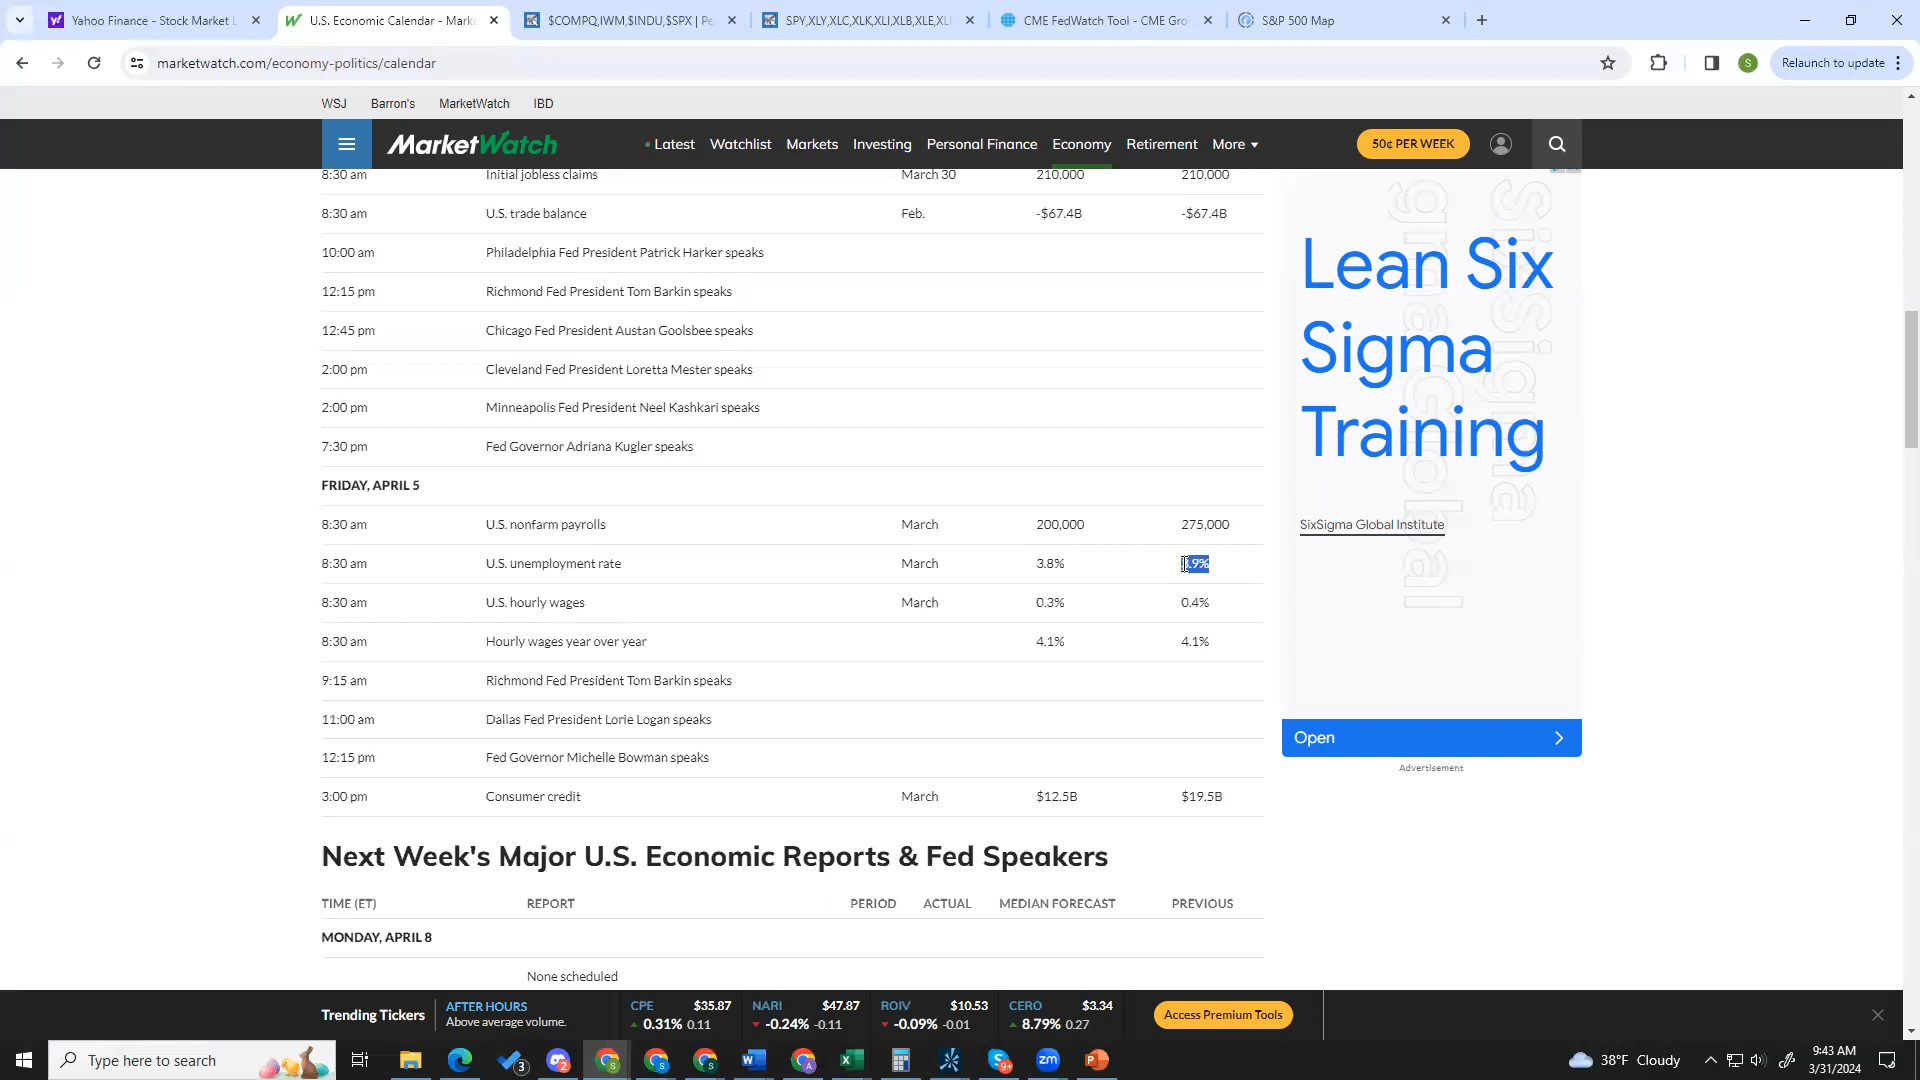 Yahoo Finance - Stock Market L
U.S. Economic Calendar - Marke
$COMPQ,IWM,$INDU,$SPX | Pe
SPY,XLY,XLC,XLK,XLI,XLB,XLE,XLI
CME FedWatch Tool - CME Gro
S&P 500 Map
marketwatch.com/economy-politics/calendar
S
Relaunch to update
WSJ Barron's MarketWatch IBD
MarketWatch
Latest Watchlist Markets Investing Personal Finance Economy Retirement More
50¢ PER WEEK
8:30 am Initial jobless claims March 30 210,000 210,000
8:30 am U.S. trade balance Feb. -$67.4B -$67.4B
10:00 am Philadelphia Fed President Patrick Harker speaks
12:15 pm Richmond Fed President Tom Barkin speaks
12:45 pm Chicago Fed President Austan Goolsbee speaks
2:00 pm Cleveland Fed President Loretta Mester speaks
2:00 pm Minneapolis Fed President Neel Kashkari speaks
7:30 pm Fed Governor Adriana Kugler speaks
FRIDAY, APRIL 5
8:30 am U.S. nonfarm payrolls March 200,000 275,000
8:30 am U.S. unemployment rate March 3.8% .9%
8:30 am U.S. hourly wages March 0.3% 0.4%
8:30 am Hourly wages year over year 4.1% 4.1%
9:15 am Richmond Fed President Tom Barkin speaks
11:00 am Dallas Fed President Lorie Logan speaks
12:15 pm Fed Governor Michelle Bowman speaks
3:00 pm Consumer credit March $12.5B $19.5B
Next Week's Major U.S. Economic Reports & Fed Speakers
TIME (ET) REPORT PERIOD ACTUAL MEDIAN FORECAST PREVIOUS
MONDAY, APRIL 8
None scheduled
Lean Six
Sigma
Training
SixSigma Global Institute
Open
Advertisement
Trending Tickers
AFTER HOURS
Above average volume.
CPE $35.87
0.31% 0.11
NARI $47.87
-0.24% -0.11
ROIV $10.53
-0.09% -0.01
CERO $3.34
8.79% 0.27
Access Premium Tools
Type here to search
38°F Cloudy
9:43 AM
3/31/2024